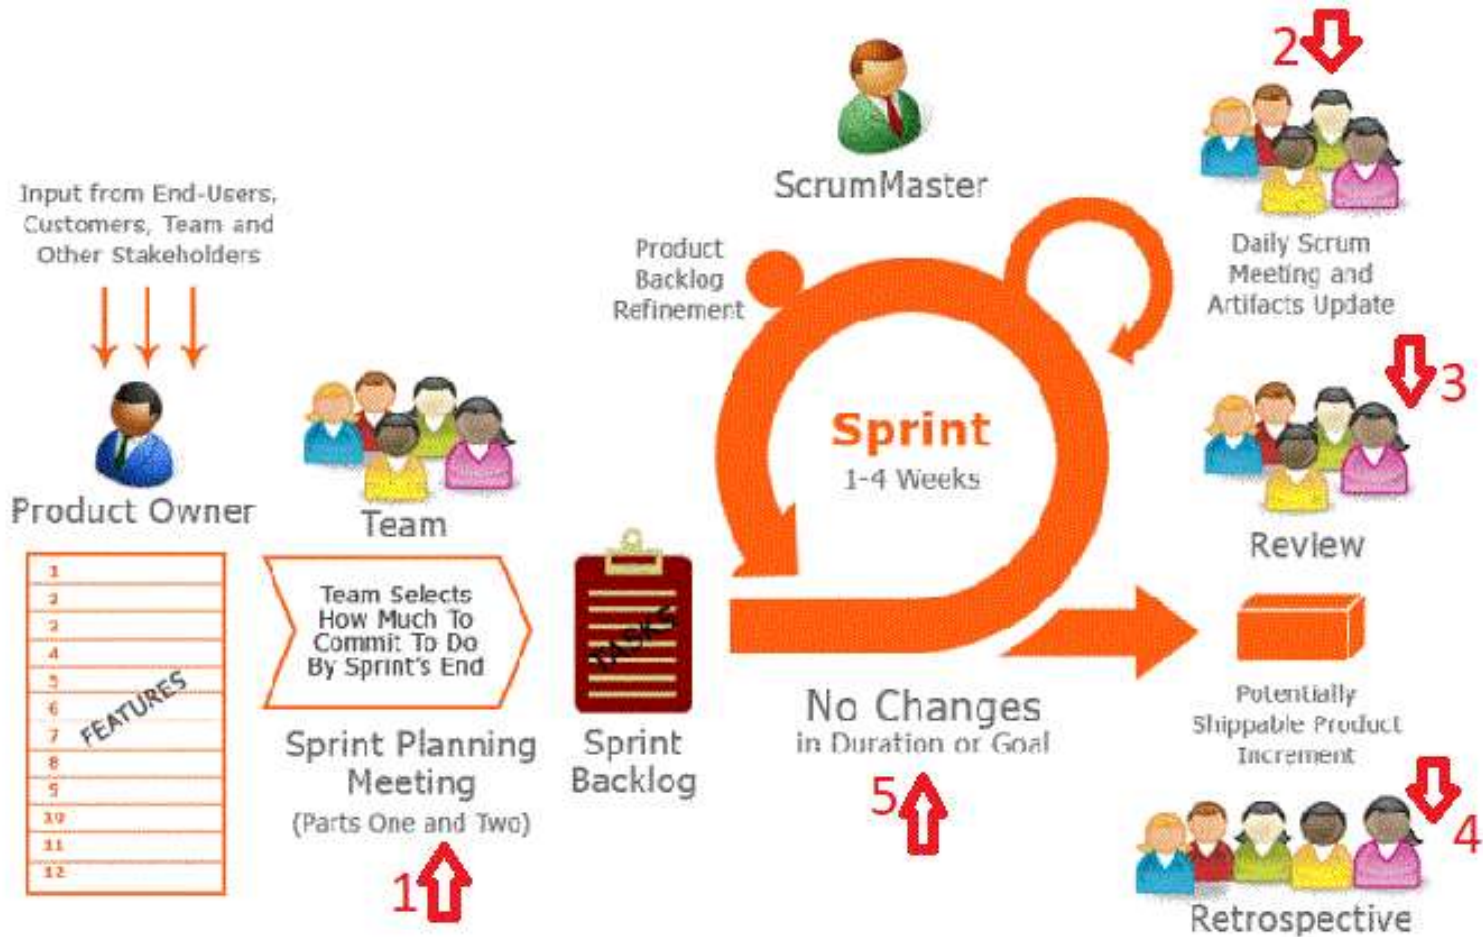 Input from End-Users,
Customers, Team and
Other Stakeholders
Product Owner
1
2
3
4
5
6
7
8
9
10
11
12
FEATURES
Team
Team Selects
How Much To
Commit To Do
By Sprint's End
Sprint Planning
Meeting
(Parts One and Two)
1
TASKS
Sprint
Backlog
ScrumMaster
Product
Backlog
Refinement
Sprint
1-4 Weeks
No Changes
in Duration or Goal
5
2
Daily Scrum
Meeting and
Artifacts Update
3
Review
Potentially
Shippable Product
Increment
4
Retrospective